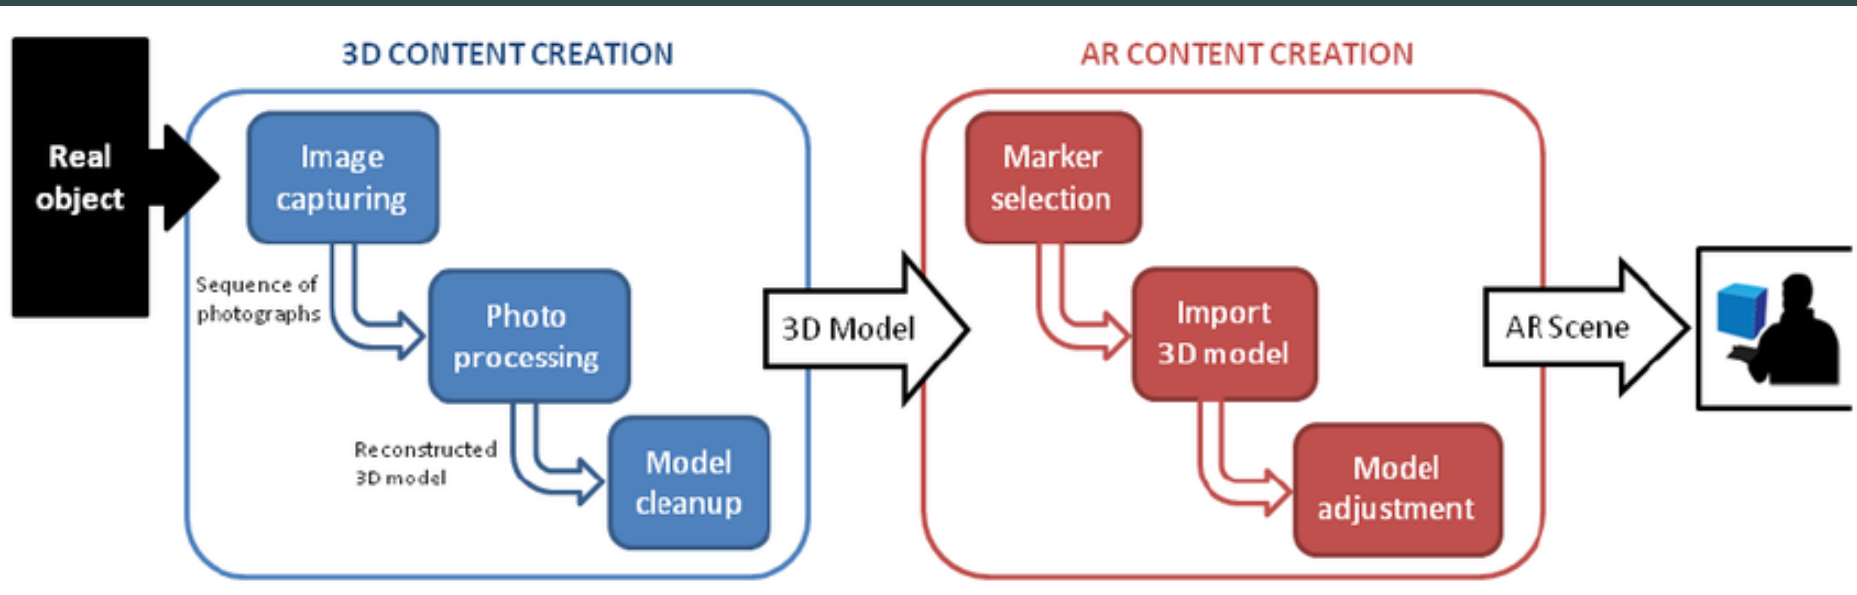 3D CONTENT CREATION
AR CONTENT CREATION
Real
object
Image
capturing
Sequence of
photographs
Photo
processing
Reconstructed
3D model
Model
cleanup
3D Model
Marker
selection
Import
3D model
Model
adjustment
AR Scene